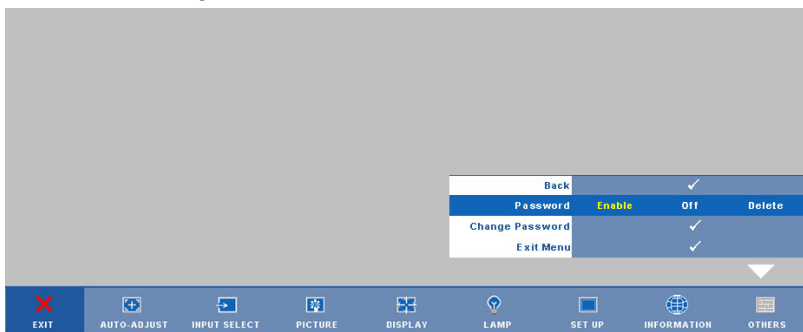 Back
Password Enable Off Delete
Change Password
Exit Menu
EXIT AUTO-ADJUST INPUT SELECT PICTURE DISPLAY LAMP SET UP INFORMATION OTHERS